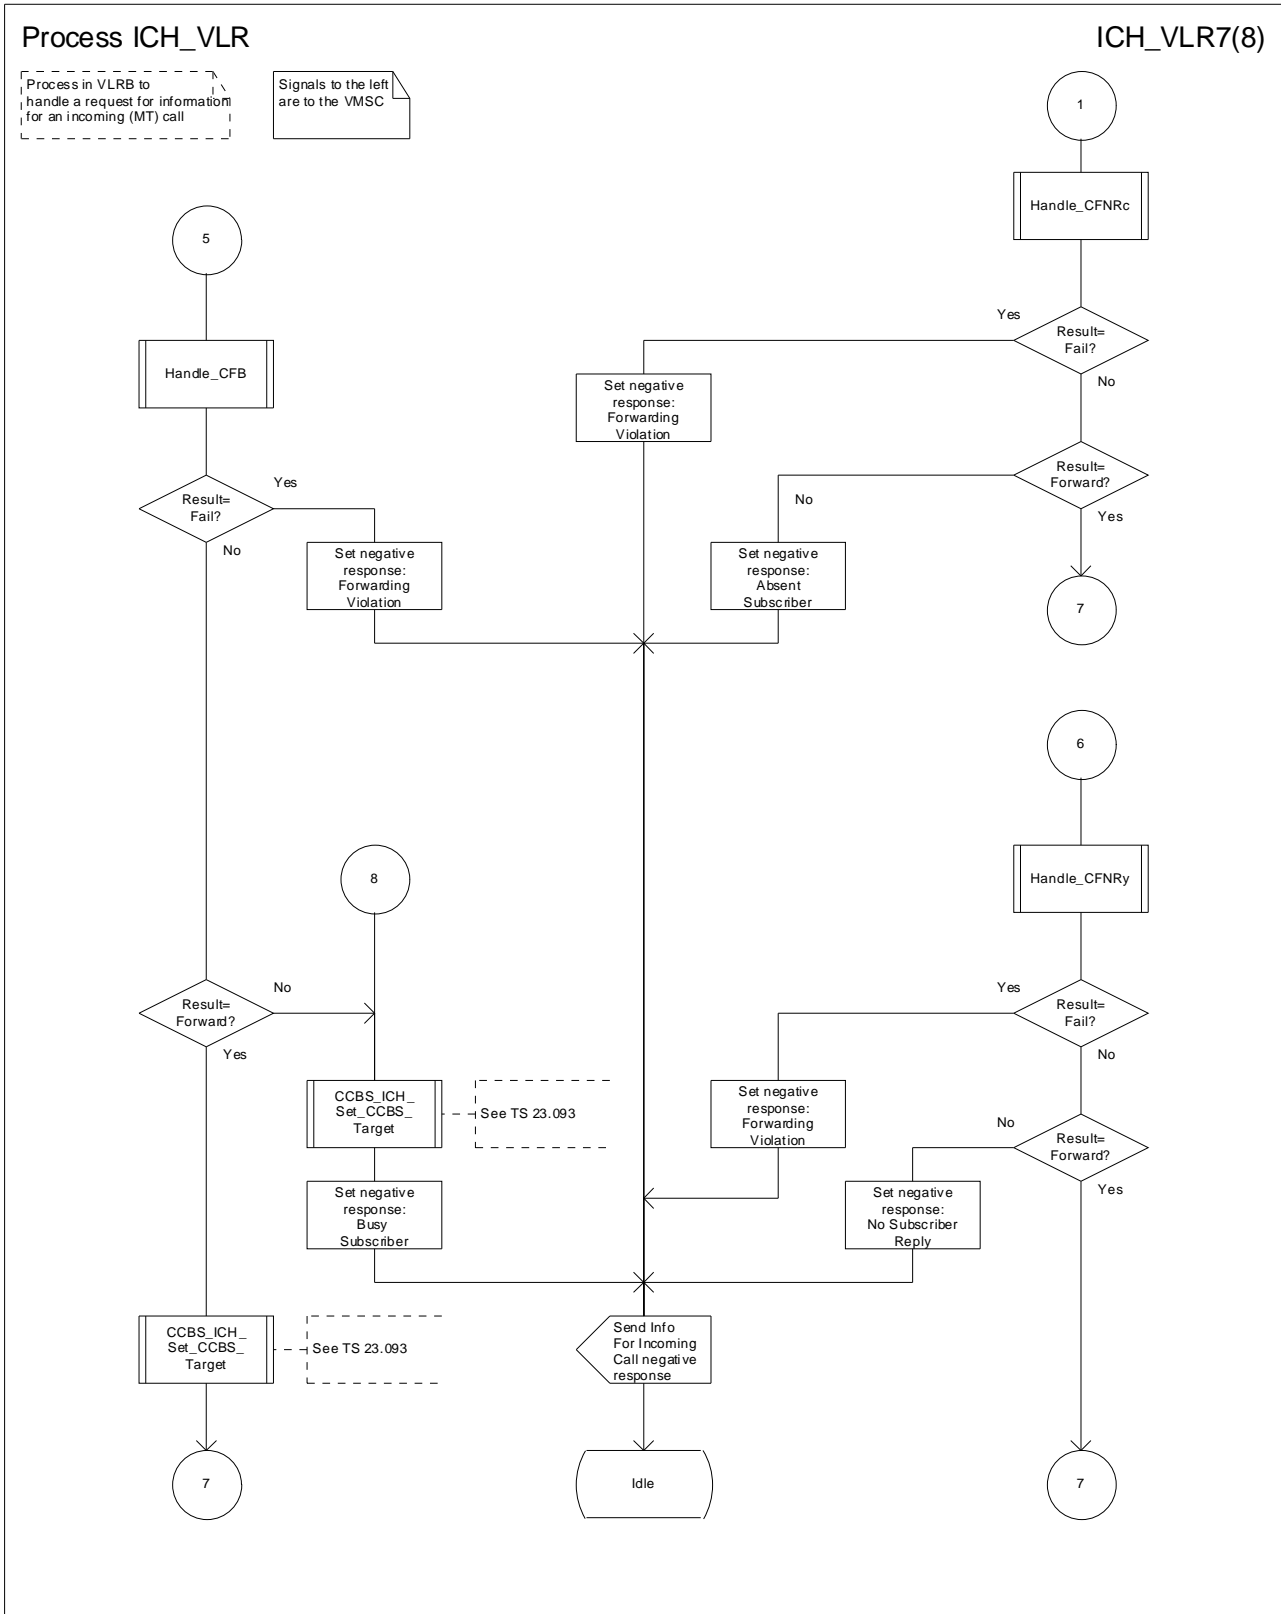 Process ICH_VLR
ICH_VLR7(8)
Process in VLRB to
handle a request for information
for an incoming (MT) call
Signals to the left
are to the VMSC
1
Handle_CFNRc
5
Yes
Result=
Fail?
No
Handle_CFB
Set negative
response:
Forwarding
Violation
Yes
Result=
Fail?
No
No
Result=
Forward?
Yes
Set negative
response:
Forwarding
Violation
Set negative
response:
Absent
Subscriber
7
6
8
Handle_CFNRy
No
Result=
Forward?
Yes
Yes
Result=
Fail?
No
CCBS_ICH_
Set_CCBS_
Target
See TS 23.093
Set negative
response:
Forwarding
Violation
No
Result=
Forward?
Yes
Set negative
response:
Busy
Subscriber
Set negative
response:
No Subscriber
Reply
CCBS_ICH_
Set_CCBS_
Target
See TS 23.093
Send Info
For Incoming
Call negative
response
7
Idle
7